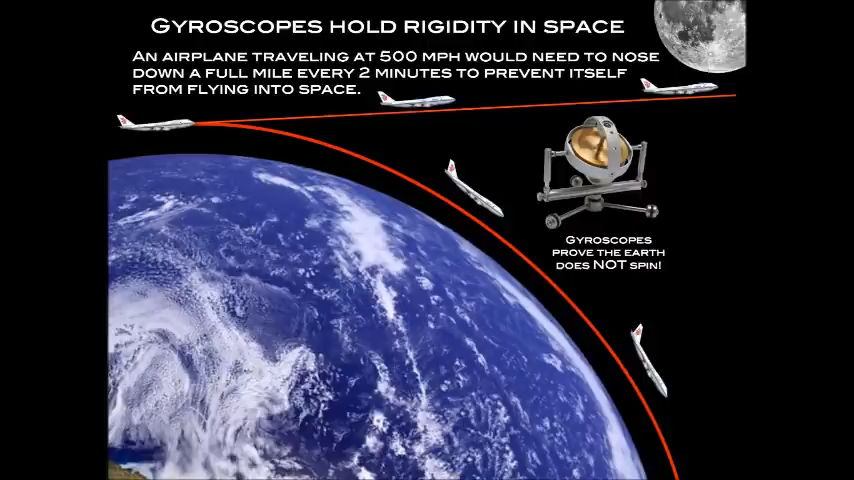 Gyroscopes hold rigidity in space
An airplane traveling at 500 mph would need to nose
down a full mile every 2 minutes to prevent itself
from flying into space.
Gyroscopes
prove the earth
does NOT spin!